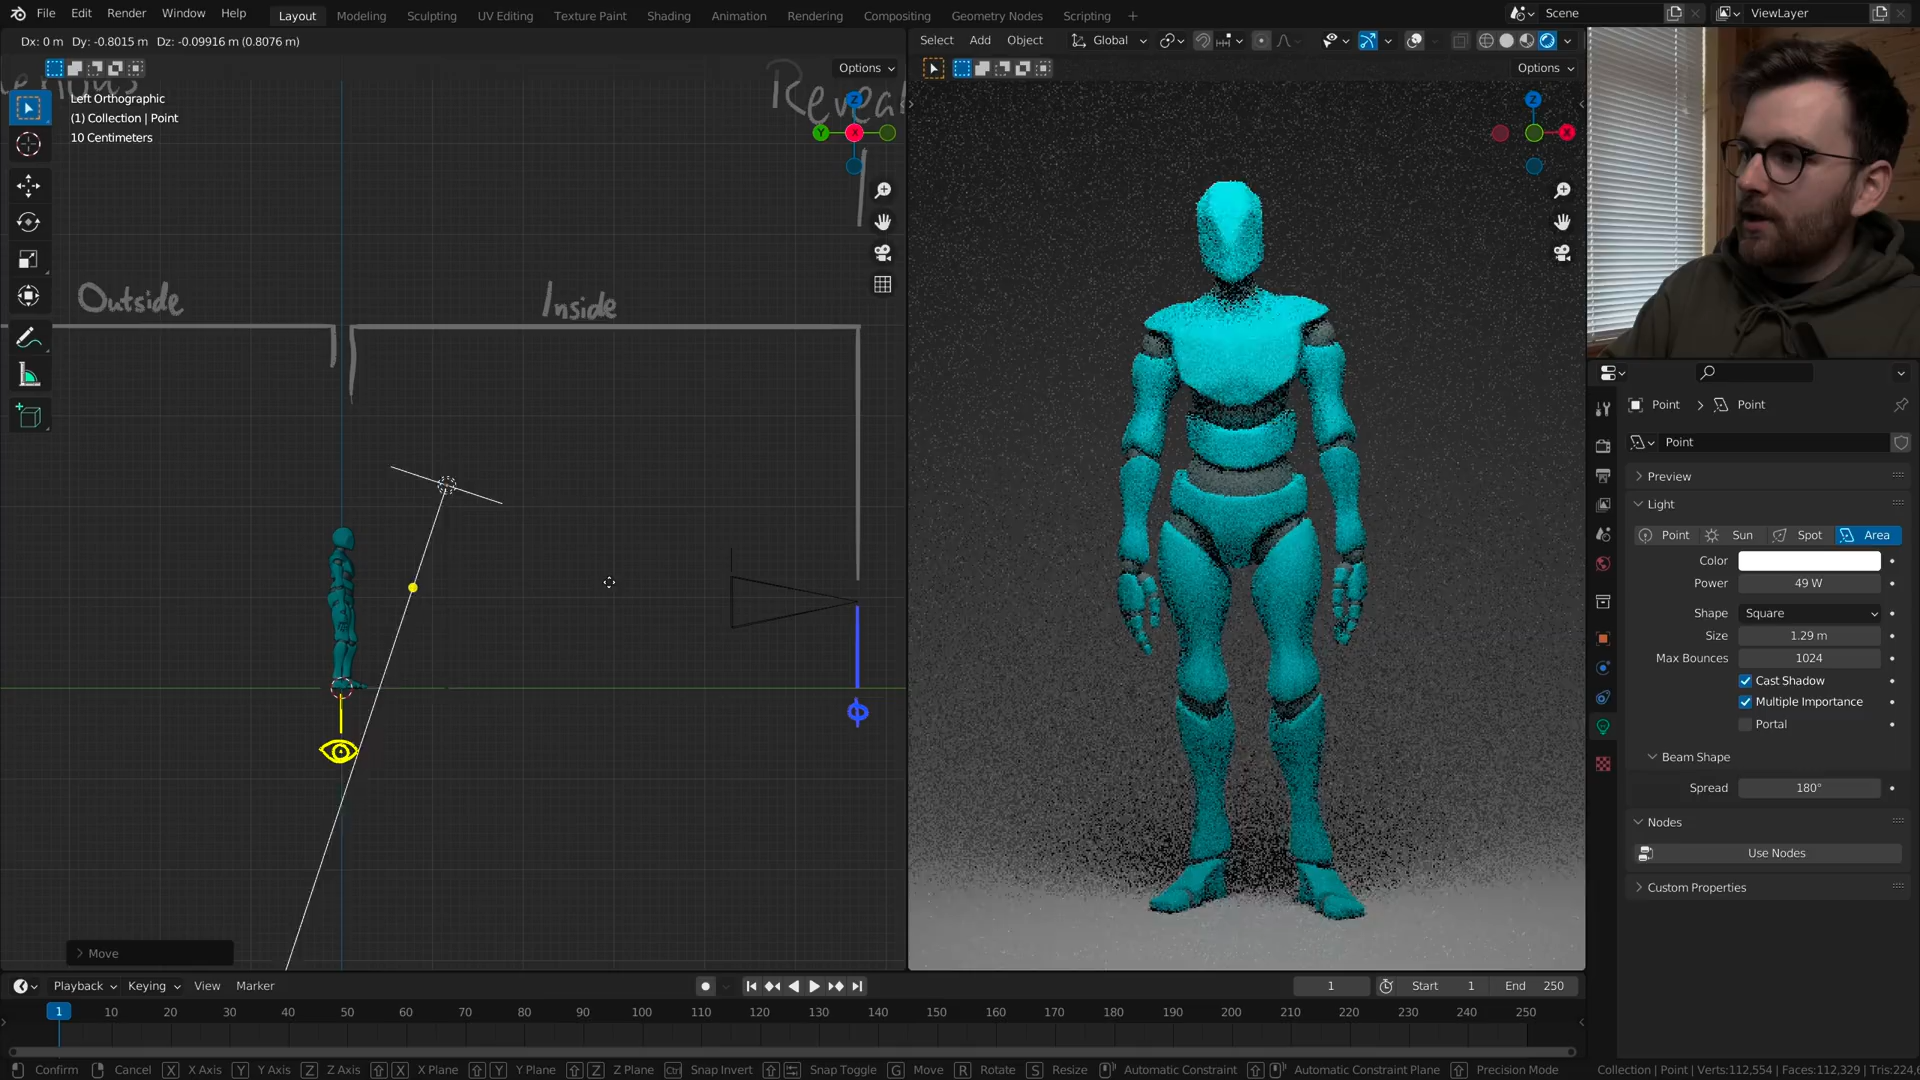 File Edit Render Window Help Layout Modeling Sculpting UV Editing Texture Paint Shading Animation Rendering Compositing Geometry Nodes Scripting + Scene ViewLayer
Dx: 0 m Dy: -0.8015 m Dz: -0.09916 m (0.8076 m)
Select Add Object Global
Options
Options
Left Orthographic
(1) Collection | Point
10 Centimeters
Z
Y
X
Z
X
Outside
Inside
Move
Point > Point
Point
Preview
Light
Point Sun Spot Area
Color
Power 49 W
Shape Square
Size 1.29 m
Max Bounces 1024
Cast Shadow
Multiple Importance
Portal
Beam Shape
Spread 180°
Nodes
Use Nodes
Custom Properties
Playback Keying View Marker 1 Start 1 End 250
1 10 20 30 40 50 60 70 80 90 100 110 120 130 140 150 160 170 180 190 200 210 220 230 240 250
Confirm Cancel X X Axis Y Y Axis Z Z Axis X X Plane Y Y Plane Z Z Plane Ctrl Snap Invert Snap Toggle G Move R Rotate S Resize Automatic Constraint Automatic Constraint Plane Precision Mode Collection | Point | Verts:112,554 | Faces:112,329 | Tris:224,6